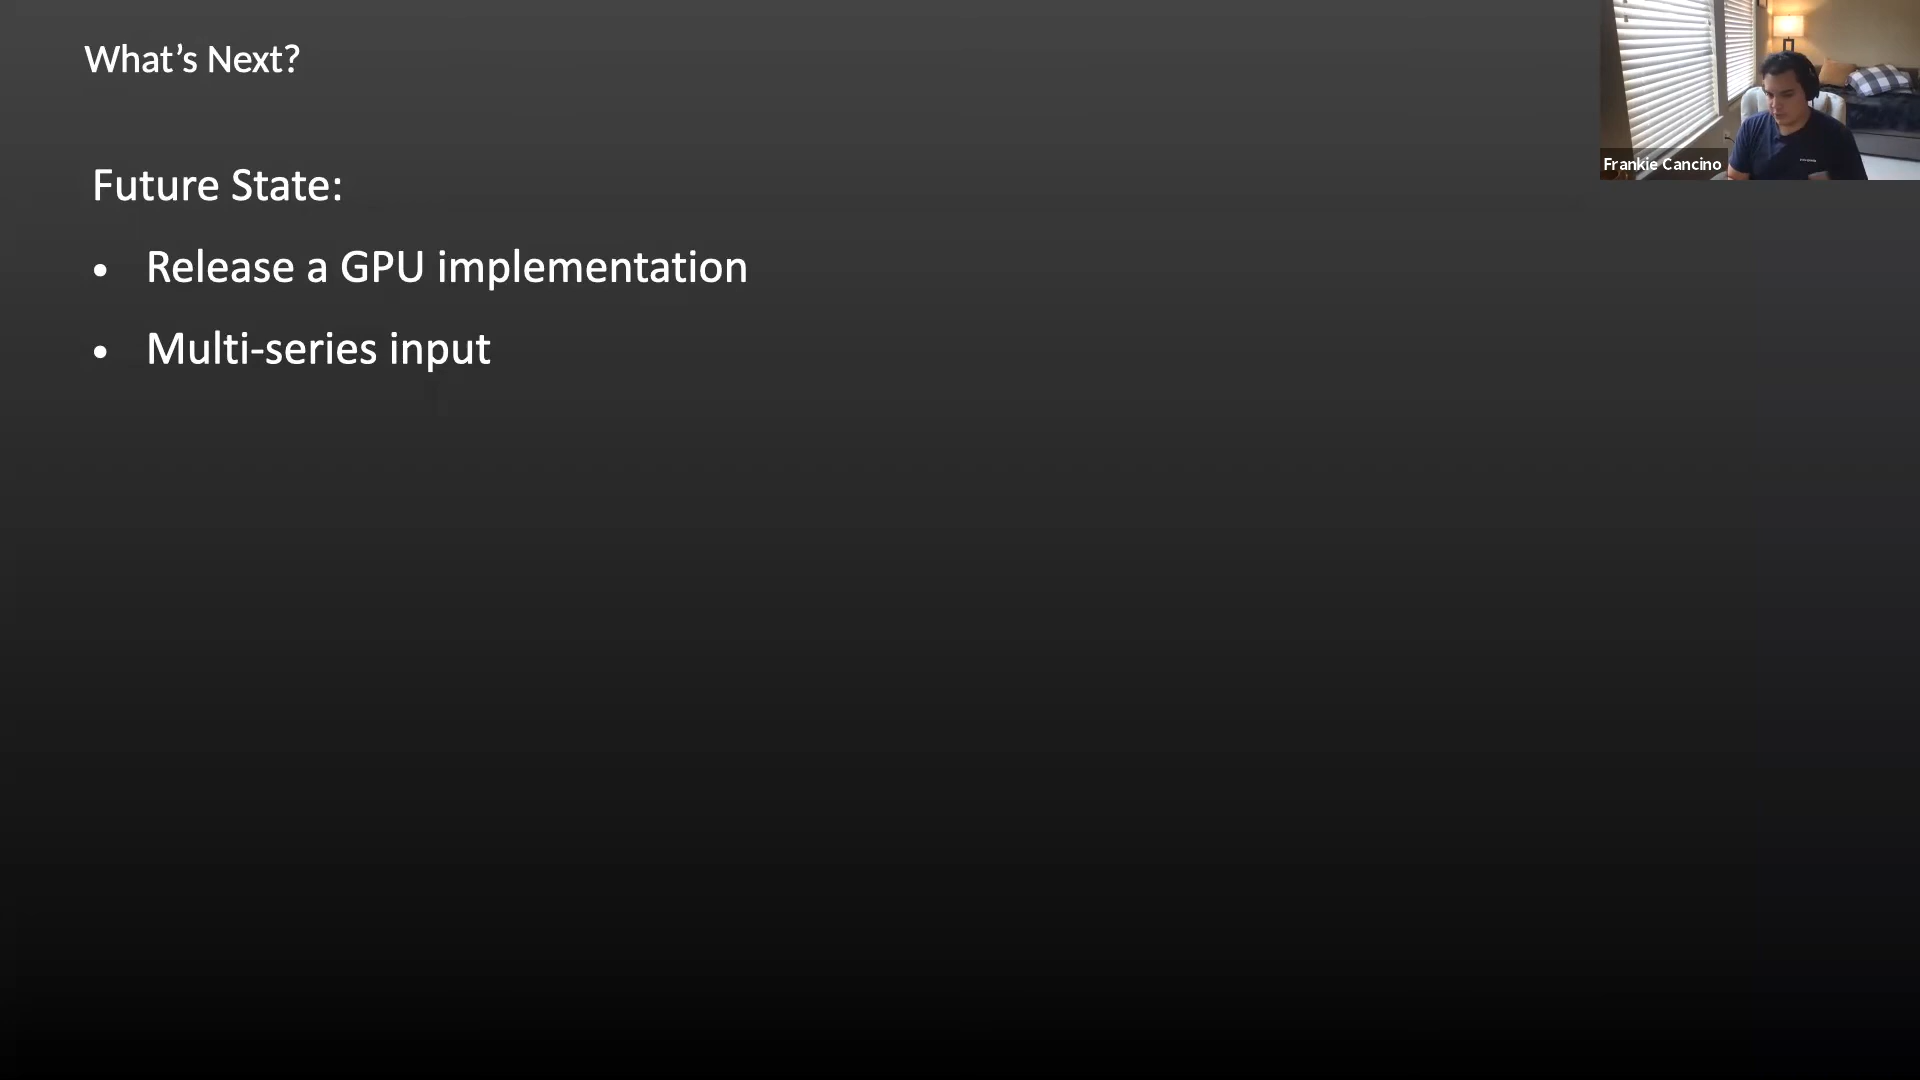 What’s Next?
Future State:
• Release a GPU implementation
• Multi-series input
Frankie Cancino